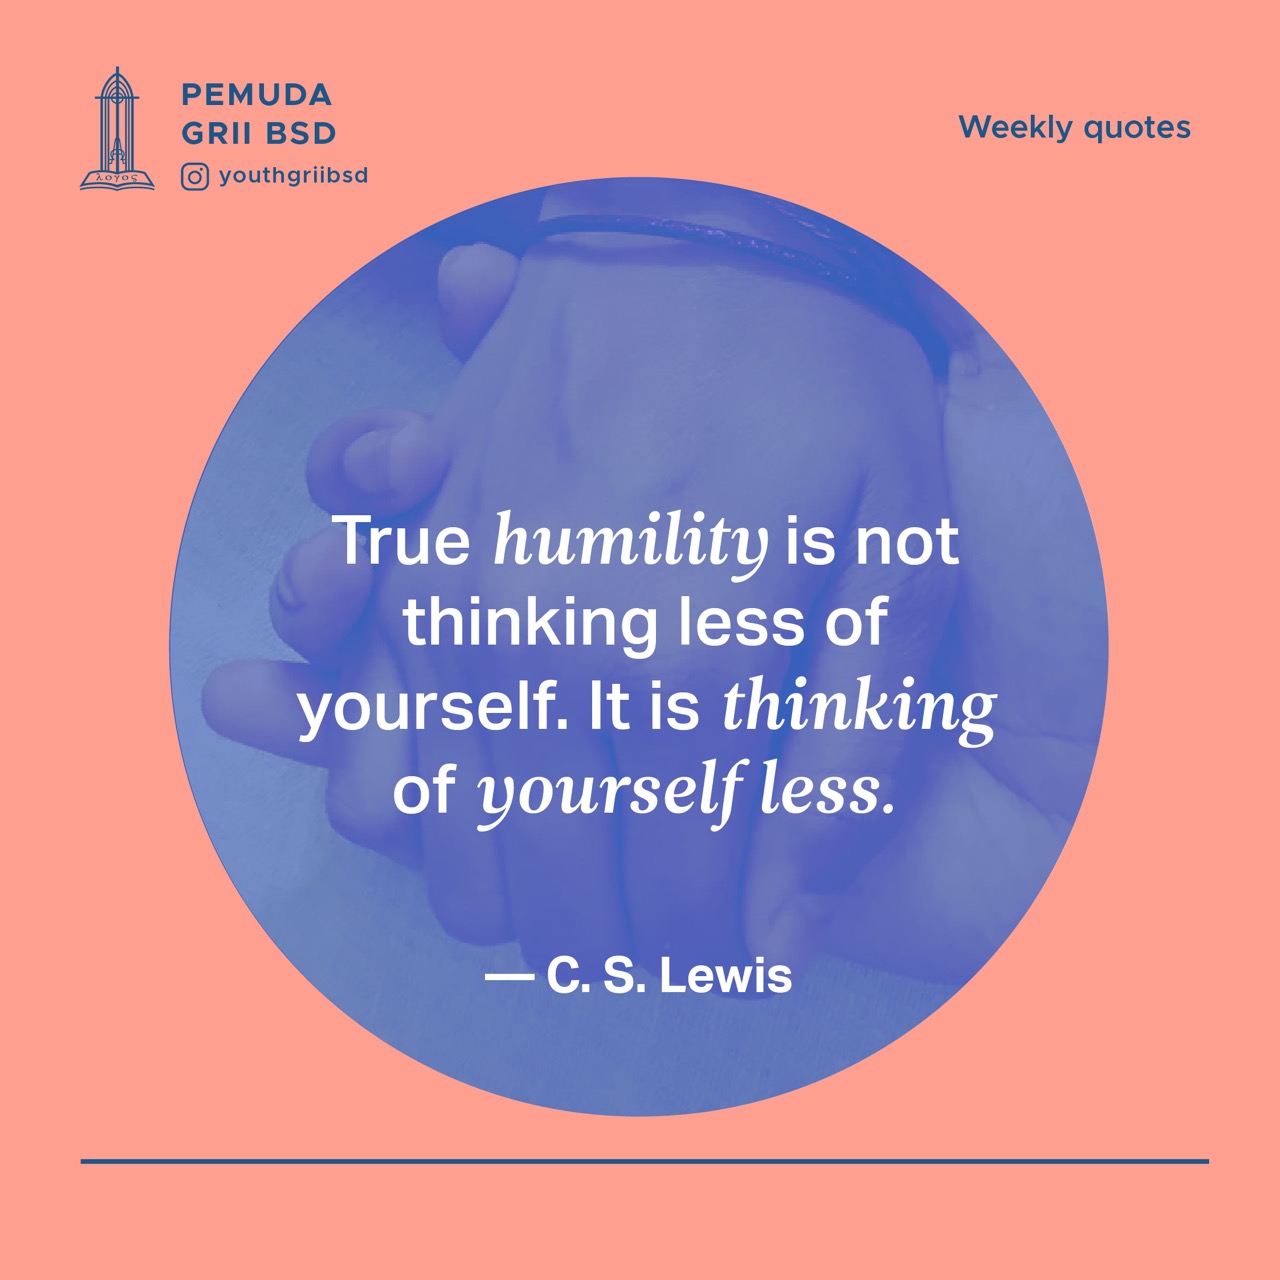 PEMUDA
GRII BSD
youthgriibsd
λογος
Weekly quotes
True humility is not
thinking less of
yourself. It is thinking
of yourself less.
— C. S. Lewis